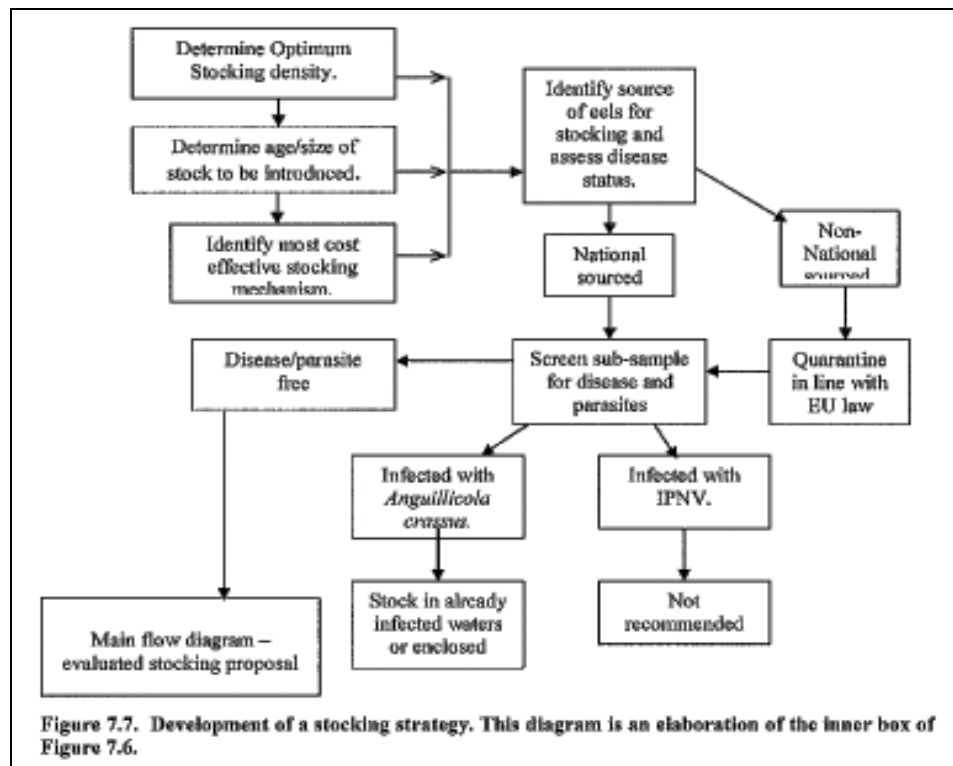 Determine Optimum
Stocking density.
Determine age/size of
stock to be introduced.
Identify most cost
effective stocking
mechanism.
Identify source
of eels for
stocking and
assess disease
status.
National
sourced
Non-
National
sourced
Disease/parasite
free
Screen sub-sample
for disease and
parasites
Quarantine
in line with
EU law
Infected with
Anguillicola
crassus.
Infected with
IPNV.
Stock in already
infected waters
or enclosed
Not
recommended
Main flow diagram –
evaluated stocking proposal
Figure 7.7. Development of a stocking strategy. This diagram is an elaboration of the inner box of
Figure 7.6.